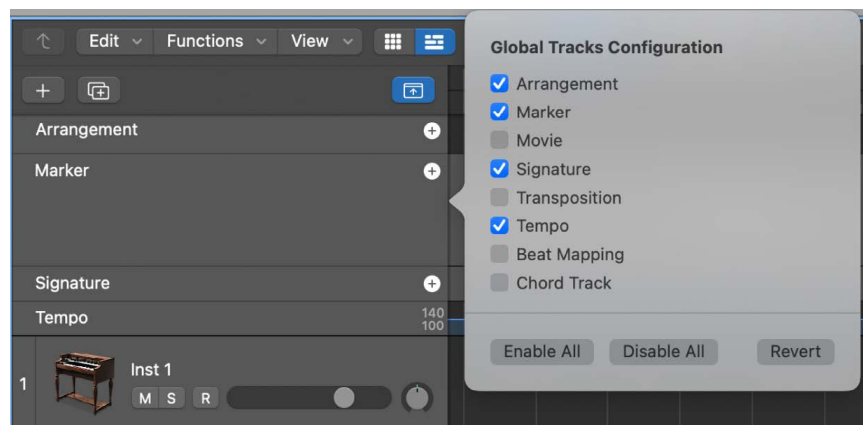 Edit Functions View
Arrangement
Marker
Signature
Tempo
140
100
1
Inst 1
M S R
Global Tracks Configuration
Arrangement
Marker
Movie
Signature
Transposition
Tempo
Beat Mapping
Chord Track
Enable All Disable All Revert